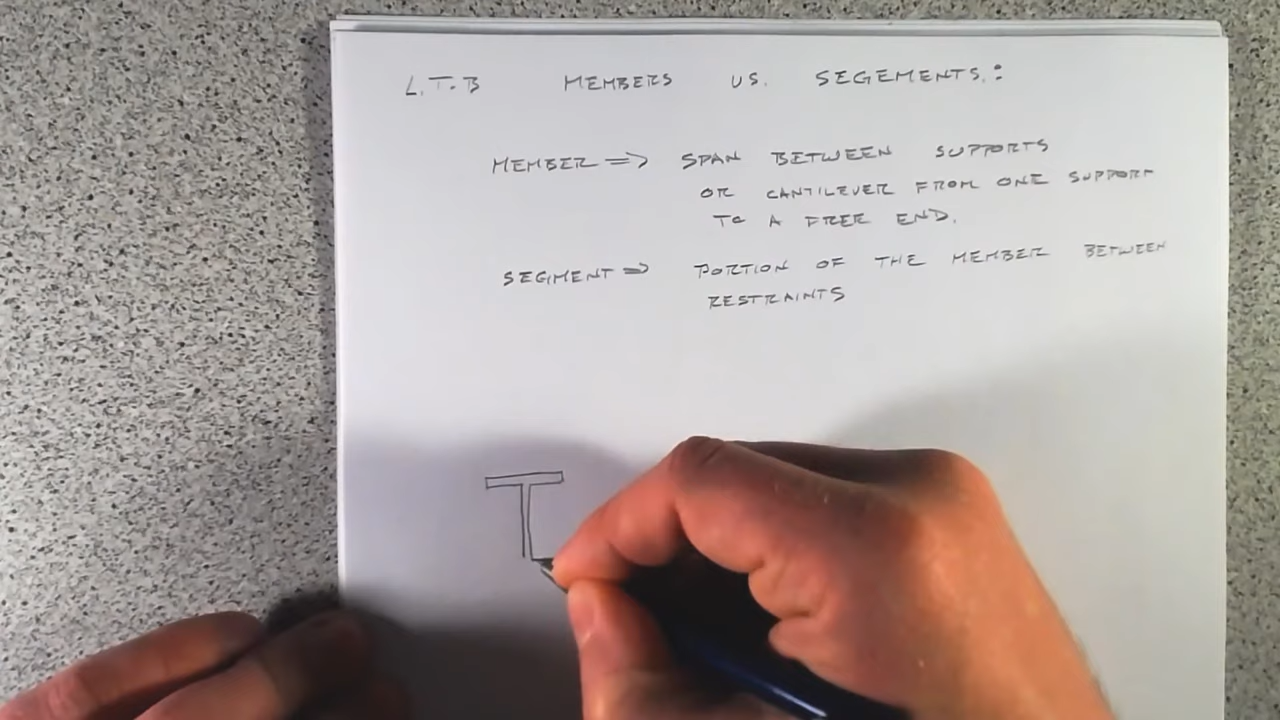 L.T.B MEMBERS VS. SEGEMENTS.:
MEMBER => SPAN BETWEEN SUPPORTS
OR CANTILEVER FROM ONE SUPPORT
TO A FREE END.
SEGMENT => PORTION OF THE MEMBER BETWEEN
RESTRAINTS